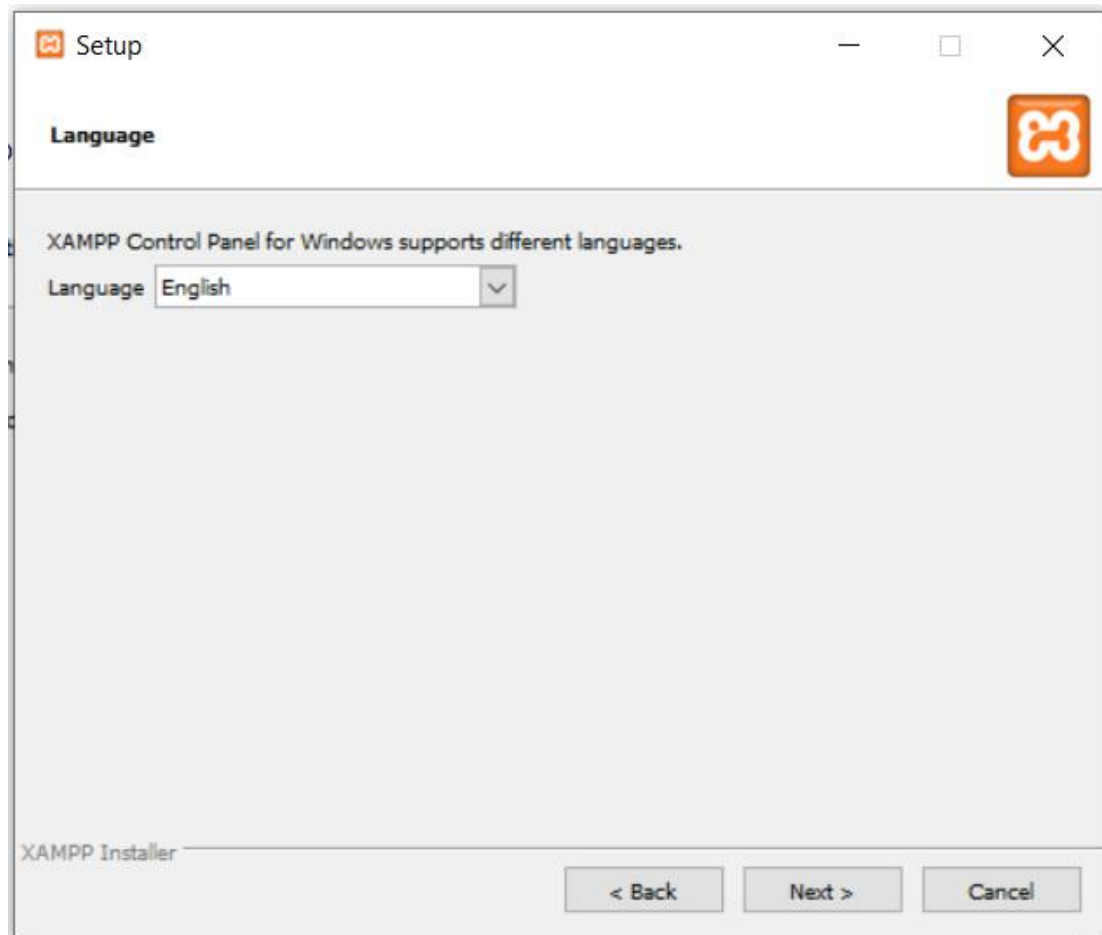 Setup
Language
XAMPP Control Panel for Windows supports different languages.
Language English
XAMPP Installer
< Back Next > Cancel